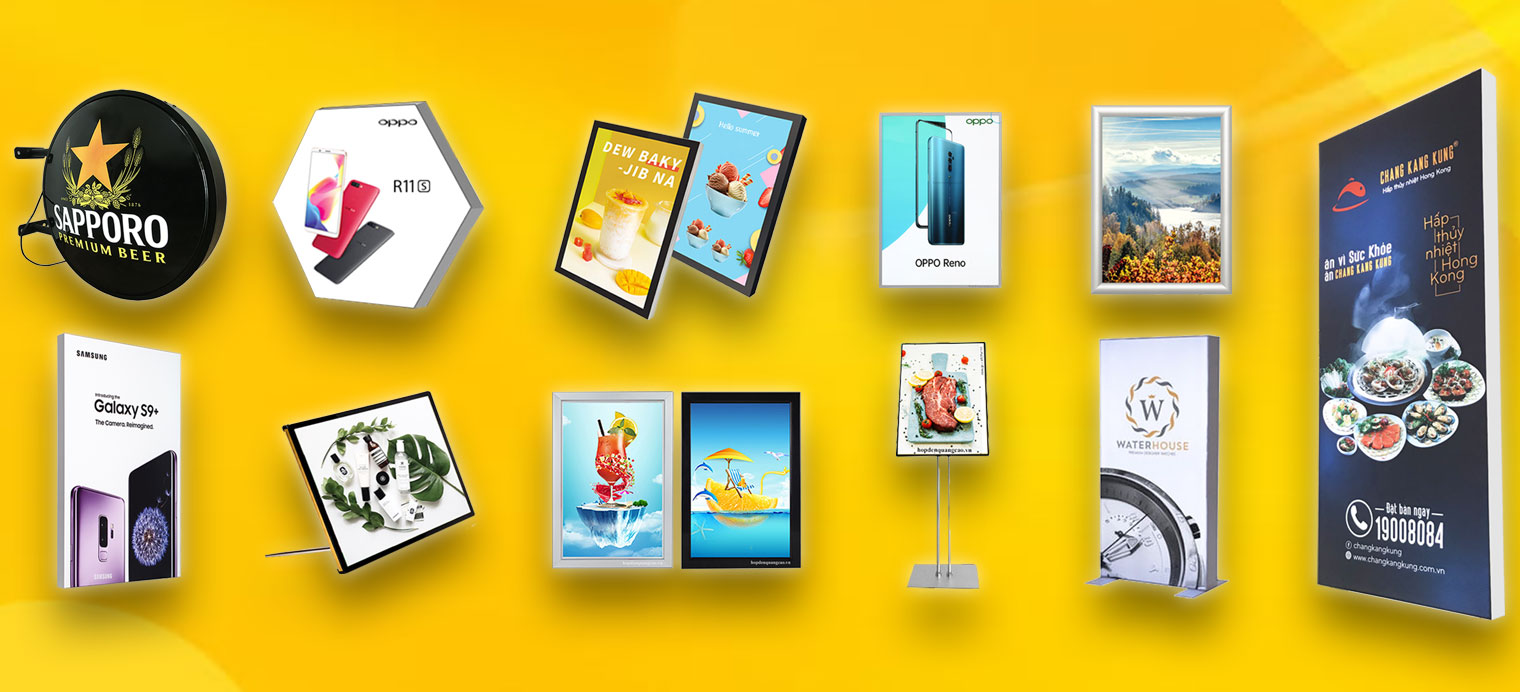 SINCE 1876
SAPPORO
PREMIUM BEER
oppo
R11 S
DEW BAKY
-JIB NA
Hello summer
oppo
OPPO Reno
CHANG KANG KUNG®
Hấp thủy nhiệt Hong Kong
Hấp
thủy
nhiệt
Hong
Kong
ăn vì Sức Khỏe
ăn CHANG KANG KUNG
Đặt bàn ngay
19008084
changkangkung
www.changkangkung.com.vn
SAMSUNG
Introducing the
Galaxy S9+
The Camera. Reimagined.
SAMSUNG
hopdenquangcao.vn
hopdenquangcao.vn
hopdenquangcao.vn
W
WATERHOUSE